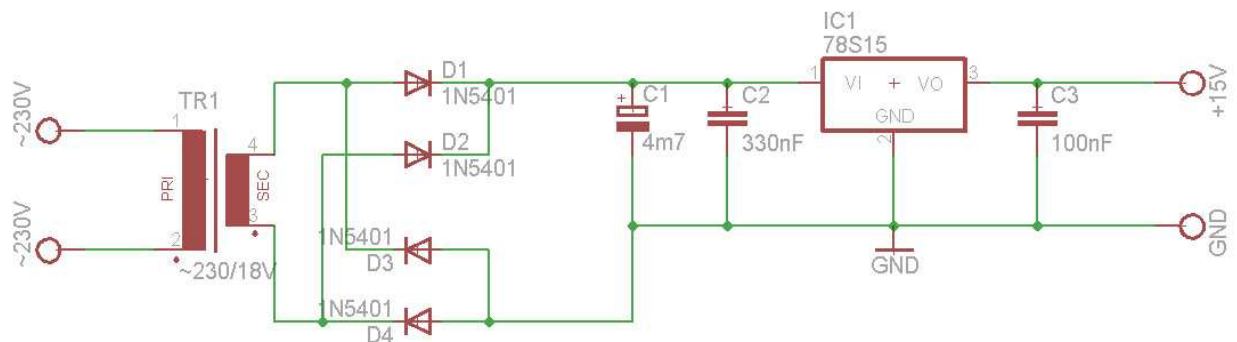 IC1
78S15
D1
1N5401
TR1
~230V
1
4
PRI
SEC
2
3
~230V
~230/18V
D2
1N5401
1N5401
D3
1N5401
D4
+
C1
4m7
C2
330nF
1
VI + VO
3
GND
2
C3
100nF
+15V
GND
GND